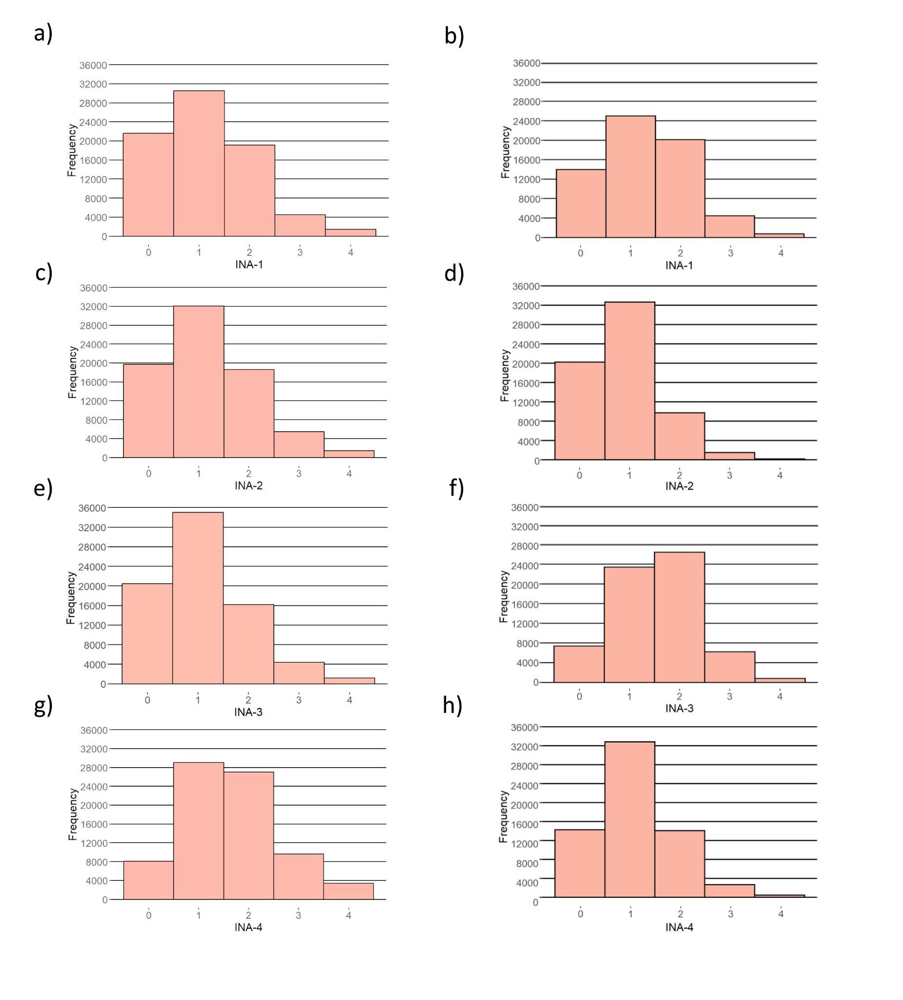 a)
36000
32000
28000
24000
20000
16000
12000
8000
4000
0
Frequency
0 1 2 3 4
INA-1
b)
36000
32000
28000
24000
20000
16000
12000
8000
4000
0
Frequency
0 1 2 3 4
INA-1
c)
36000
32000
28000
24000
20000
16000
12000
8000
4000
0
Frequency
0 1 2 3 4
INA-2
d)
36000
32000
28000
24000
20000
16000
12000
8000
4000
0
Frequency
0 1 2 3 4
INA-2
e)
36000
32000
28000
24000
20000
16000
12000
8000
4000
0
Frequency
0 1 2 3 4
INA-3
f)
36000
32000
28000
24000
20000
16000
12000
8000
4000
0
Frequency
0 1 2 3 4
INA-3
g)
36000
32000
28000
24000
20000
16000
12000
8000
4000
0
Frequency
0 1 2 3 4
INA-4
h)
36000
32000
28000
24000
20000
16000
12000
8000
4000
0
Frequency
0 1 2 3 4
INA-4